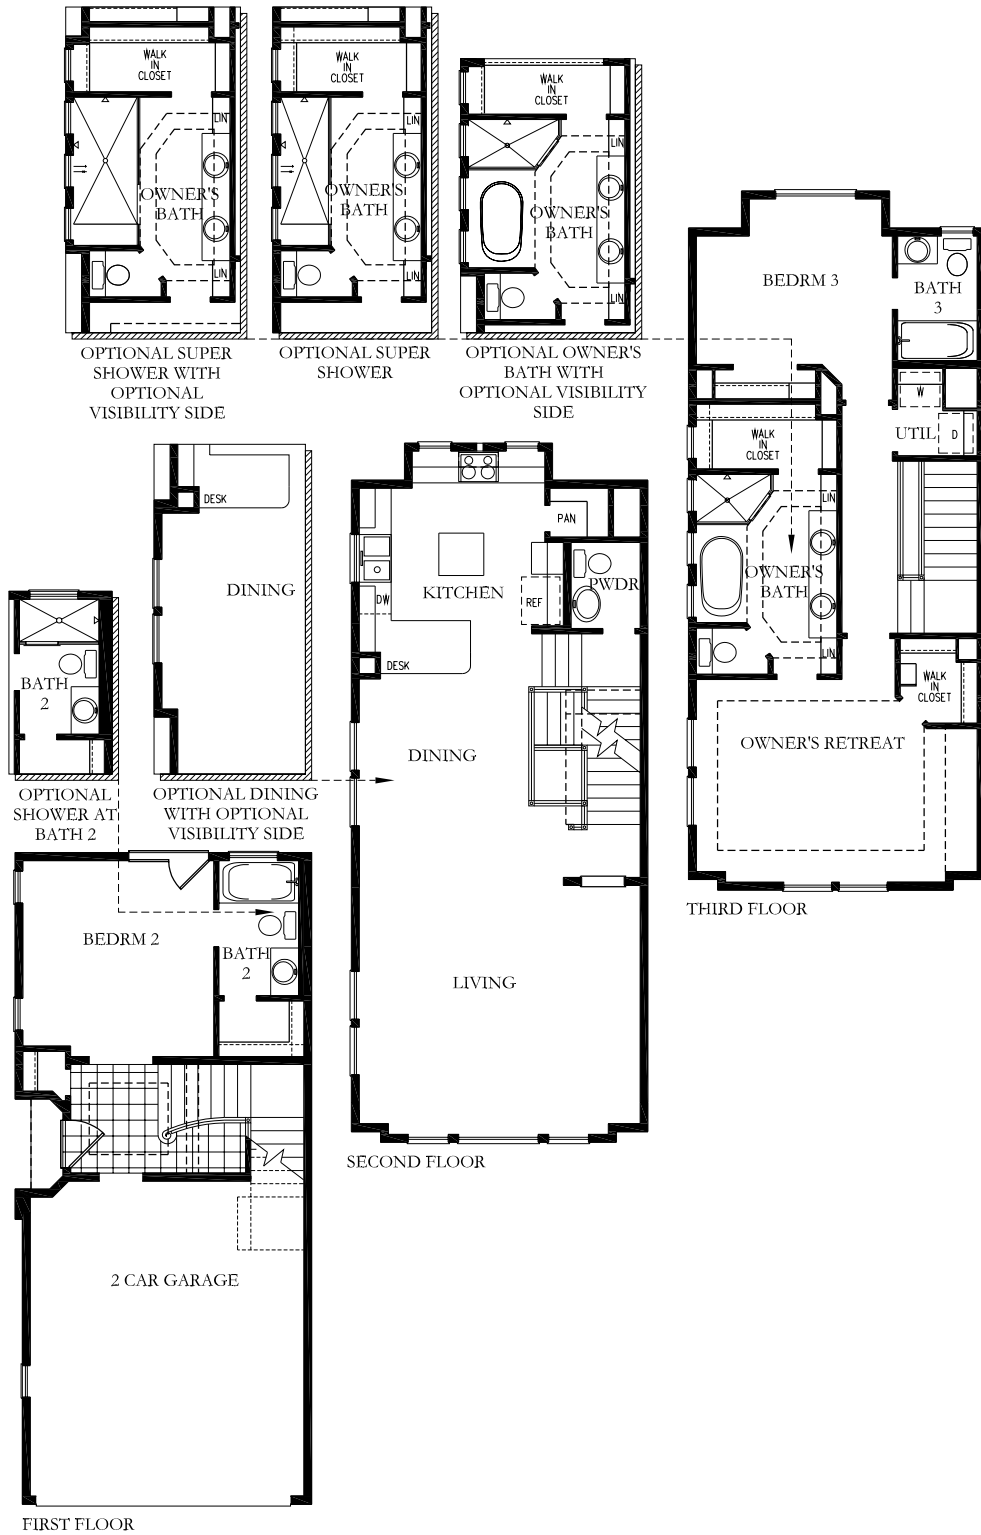 WALK
IN
CLOSET
LIN
OWNER'S
BATH
LIN
OPTIONAL SUPER
SHOWER WITH
OPTIONAL
VISIBILITY SIDE
WALK
IN
CLOSET
LIN
OWNER'S
BATH
LIN
OPTIONAL SUPER
SHOWER
WALK
IN
CLOSET
LIN
OWNER'S
BATH
LIN
OPTIONAL OWNER'S
BATH WITH
OPTIONAL VISIBILITY
SIDE
BEDRM 3
BATH
3
W
UTIL
D
WALK
IN
CLOSET
LIN
OWNER'S
BATH
LIN
WALK
IN
CLOSET
OWNER'S RETREAT
THIRD FLOOR
DESK
DINING
OPTIONAL DINING
WITH OPTIONAL
VISIBILITY SIDE
PAN
KITCHEN
PWDR
DW
REF
DESK
DINING
LIVING
SECOND FLOOR
BATH
2
OPTIONAL
SHOWER AT
BATH 2
BEDRM 2
BATH
2
2 CAR GARAGE
FIRST FLOOR